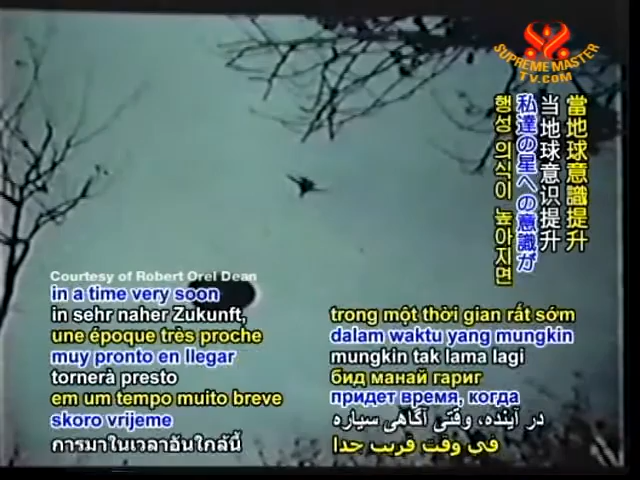 SUPREME MASTER
TV.COM
當地球意識提升
当地球意识提升
私達の星への意識が
행성 의식이 높아지면
Courtesy of Robert Orel Dean
in a time very soon
in sehr naher Zukunft,
une époque très proche
muy pronto en llegar
tornerà presto
em um tempo muito breve
skoro vrijeme
การมาในเวลาอันใกล้นี้
trong một thời gian rất sớm
dalam waktu yang mungkin
mungkin tak lama lagi
бид манай гариг
придет время, когда
در آینده، وقتی آگاهی سیاره
في وقت قريب جدا